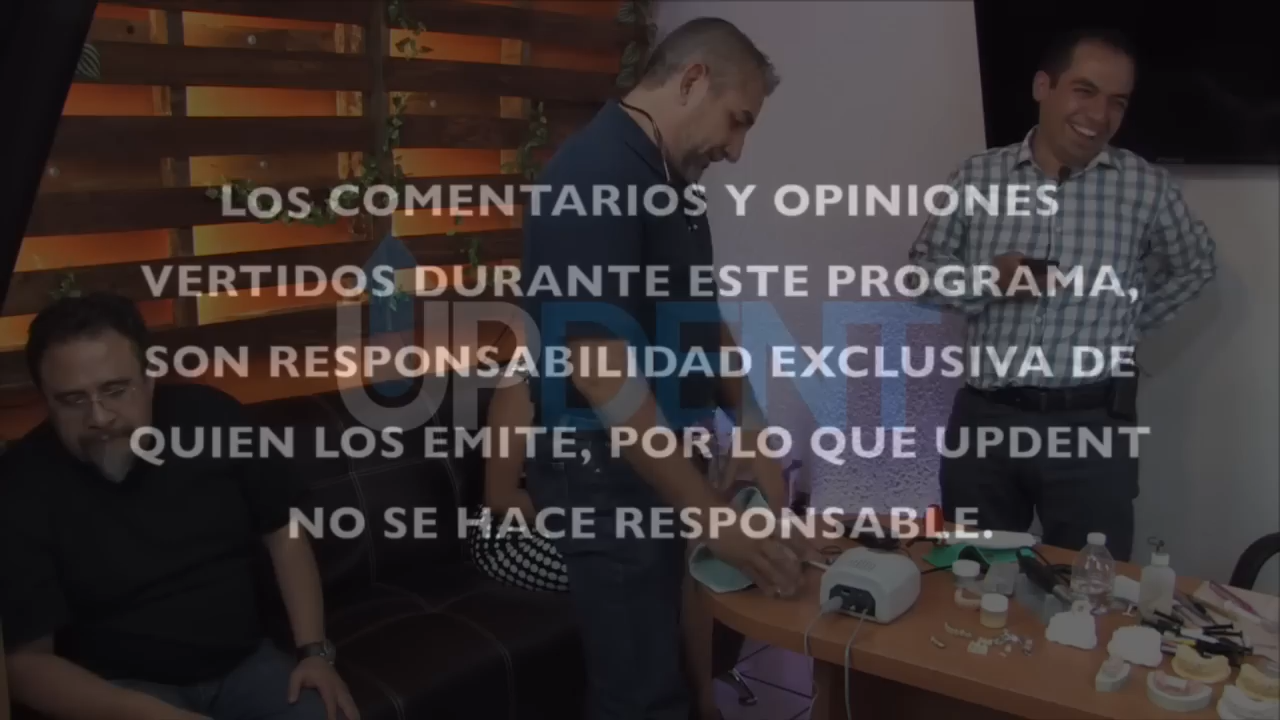 LOS COMENTARIOS Y OPINIONES
VERTIDOS DURANTE ESTE PROGRAMA,
SON RESPONSABILIDAD EXCLUSIVA DE
UPDENT
QUIEN LOS EMITE, POR LO QUE UPDENT
NO SE HACE RESPONSABLE.